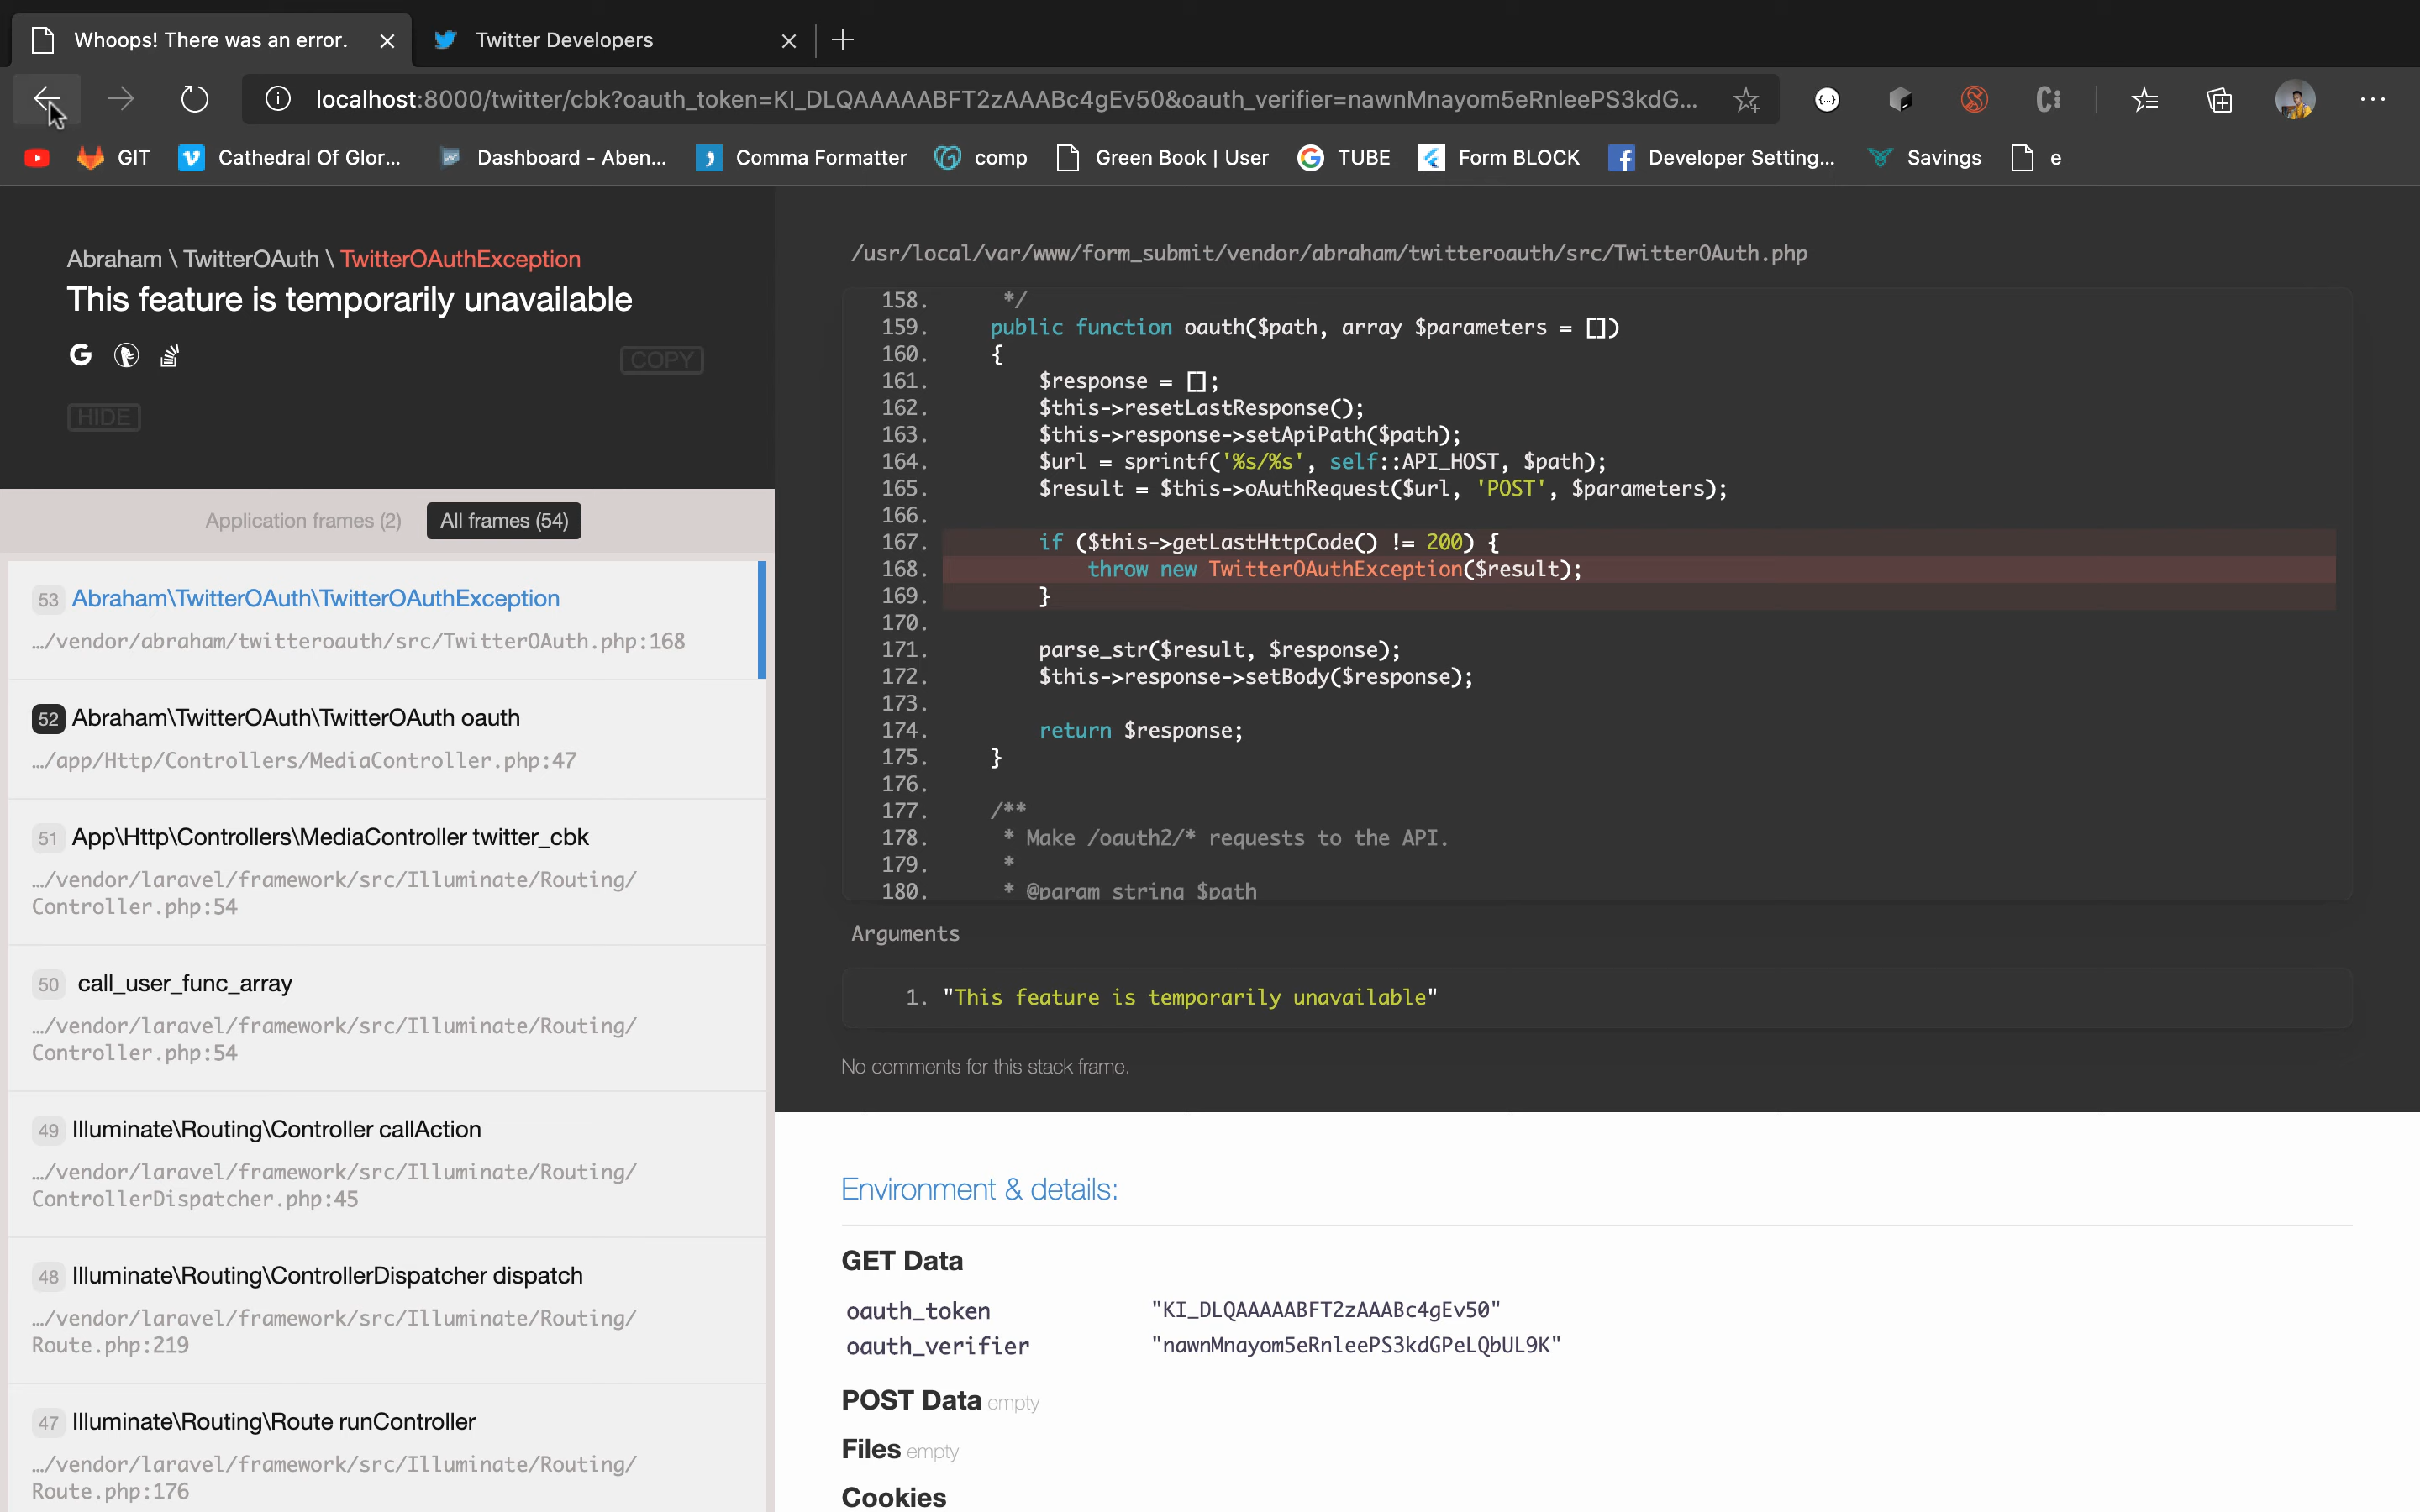 Whoops! There was an error.
Twitter Developers
localhost:8000/twitter/cbk?oauth_token=KI_DLQAAAAABFT2zAAABc4gEv50&oauth_verifier=nawnMnayom5eRnleePS3kdG...
GIT
Cathedral Of Glor...
Dashboard - Aben...
Comma Formatter
comp
Green Book | User
TUBE
Form BLOCK
Developer Setting...
Savings
e
Abraham \ TwitterOAuth \ TwitterOAuthException
This feature is temporarily unavailable
COPY
HIDE
Application frames (2)
All frames (54)
53 Abraham\TwitterOAuth\TwitterOAuthException
…/vendor/abraham/twitteroauth/src/TwitterOAuth.php:168
52 Abraham\TwitterOAuth\TwitterOAuth oauth
…/app/Http/Controllers/MediaController.php:47
51 App\Http\Controllers\MediaController twitter_cbk
…/vendor/laravel/framework/src/Illuminate/Routing/
Controller.php:54
50 call_user_func_array
…/vendor/laravel/framework/src/Illuminate/Routing/
Controller.php:54
49 Illuminate\Routing\Controller callAction
…/vendor/laravel/framework/src/Illuminate/Routing/
ControllerDispatcher.php:45
48 Illuminate\Routing\ControllerDispatcher dispatch
…/vendor/laravel/framework/src/Illuminate/Routing/
Route.php:219
47 Illuminate\Routing\Route runController
…/vendor/laravel/framework/src/Illuminate/Routing/
Route.php:176
/usr/local/var/www/form_submit/vendor/abraham/twitteroauth/src/TwitterOAuth.php
158. */
159. public function oauth($path, array $parameters = [])
160. {
161. $response = [];
162. $this->resetLastResponse();
163. $this->response->setApiPath($path);
164. $url = sprintf('%s/%s', self::API_HOST, $path);
165. $result = $this->oAuthRequest($url, 'POST', $parameters);
166.
167. if ($this->getLastHttpCode() != 200) {
168. throw new TwitterOAuthException($result);
169. }
170.
171. parse_str($result, $response);
172. $this->response->setBody($response);
173.
174. return $response;
175. }
176.
177. /**
178. * Make /oauth2/* requests to the API.
179. *
180. * @param string $path
Arguments
1. "This feature is temporarily unavailable"
No comments for this stack frame.
Environment & details:
GET Data
oauth_token "KI_DLQAAAAABFT2zAAABc4gEv50"
oauth_verifier "nawnMnayom5eRnleePS3kdGPeLQbUL9K"
POST Data empty
Files empty
Cookies